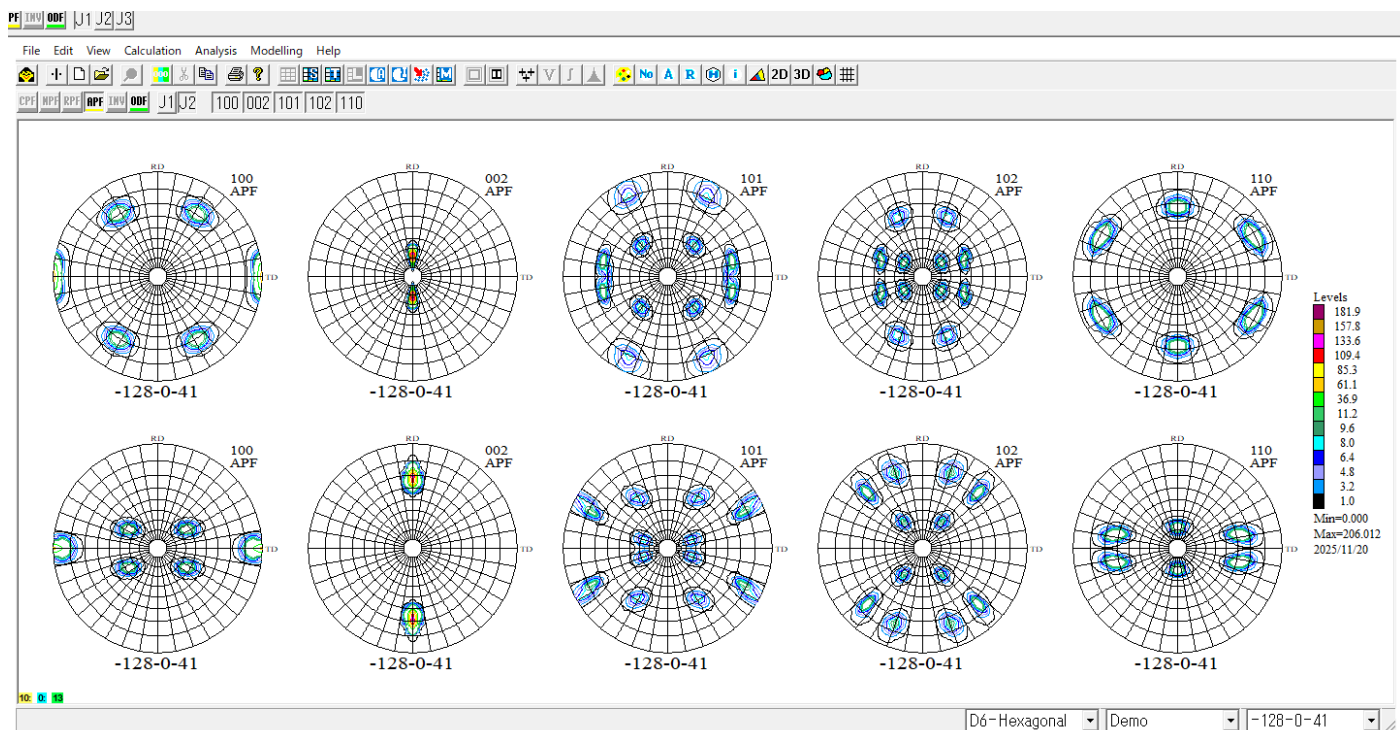 PF INV ODF J1 J2 J3
File Edit View Calculation Analysis Modelling Help
No A R H i 2D 3D
CPF NPF RPF APF INV ODF J1 J2 100 002 101 102 110
RD 100 APF TD -128-0-41
RD 002 APF TD -128-0-41
RD 101 APF TD -128-0-41
RD 102 APF TD -128-0-41
RD 110 APF TD -128-0-41
Levels
181.9
157.8
133.6
109.4
85.3
61.1
36.9
11.2
9.6
8.0
6.4
4.8
3.2
1.0
Min=0.000
Max=206.012
2025/11/20
RD 100 APF TD -128-0-41
RD 002 APF TD -128-0-41
RD 101 APF TD -128-0-41
RD 102 APF TD -128-0-41
RD 110 APF TD -128-0-41
10: 0: 13
D6-Hexagonal Demo -128-0-41